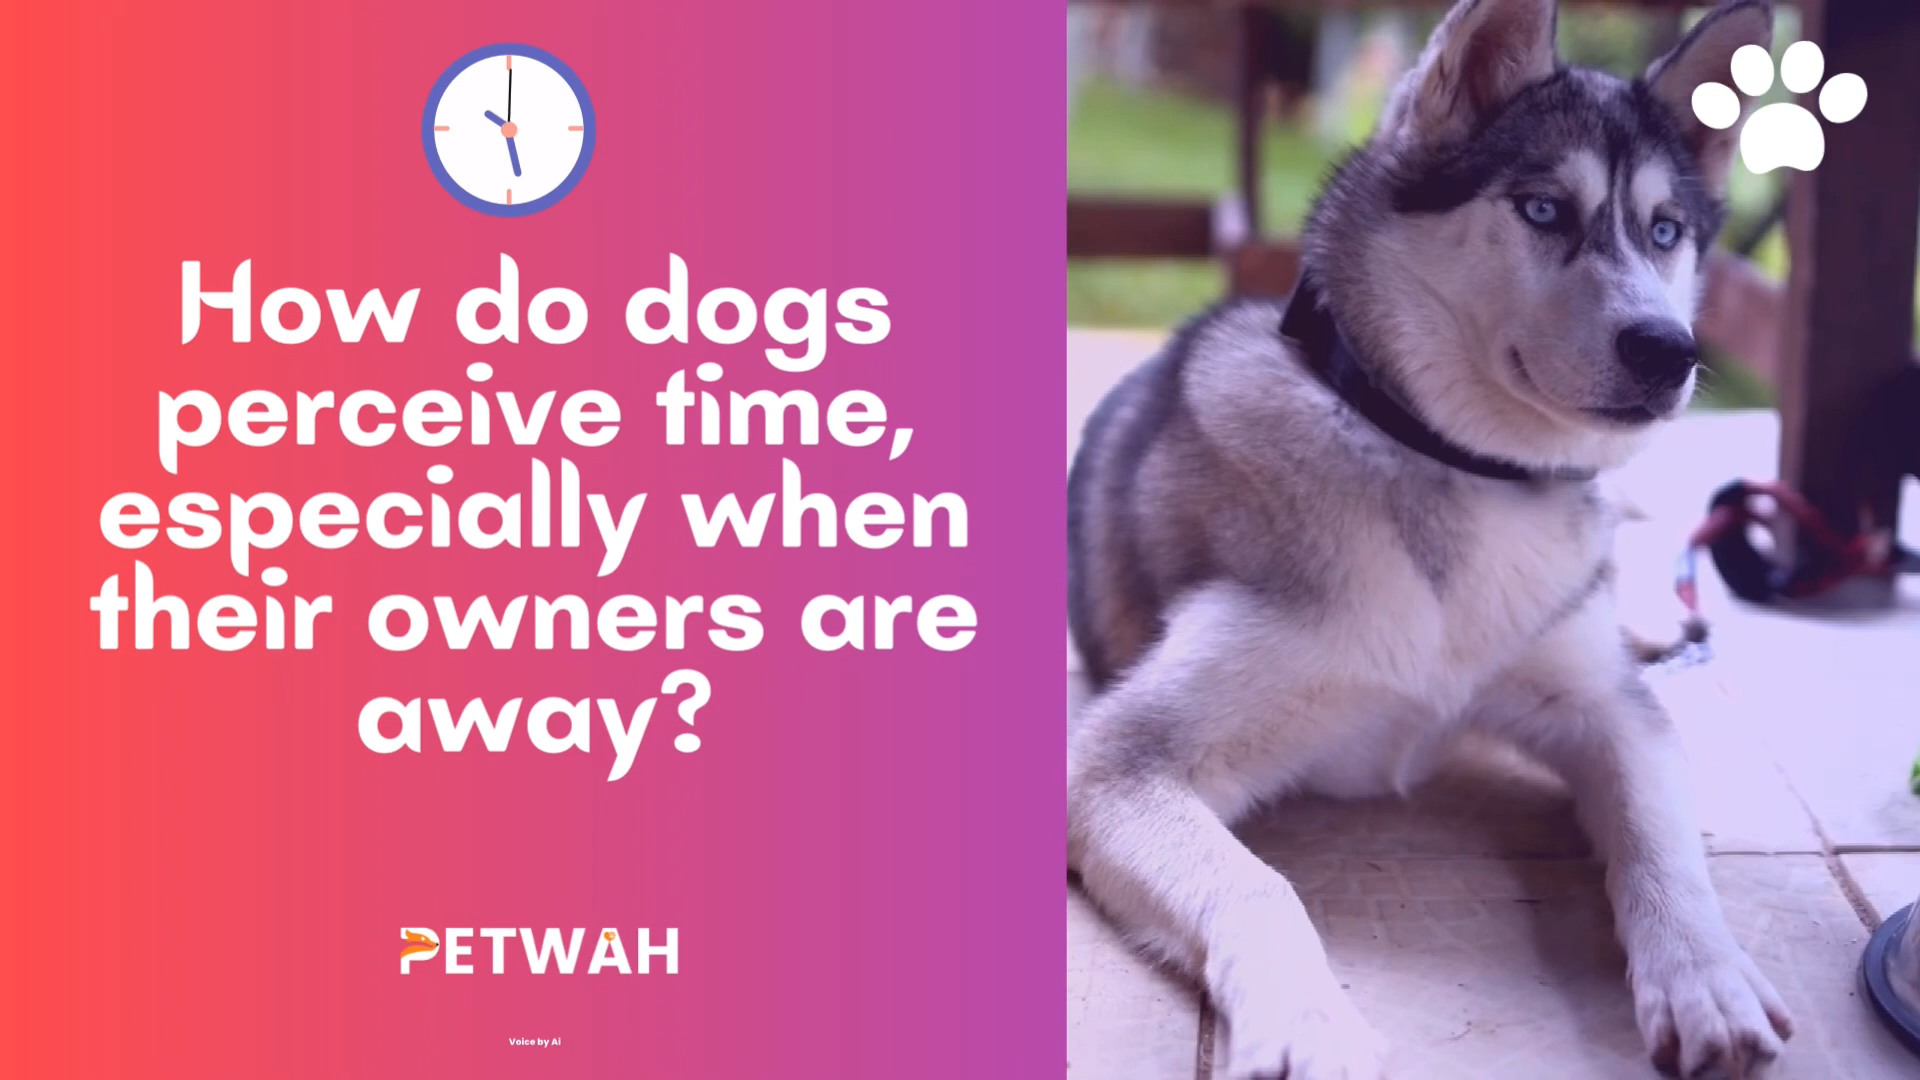 How do dogs
perceive time,
especially when
their owners are
away?
PETWAH
Voice by Ai